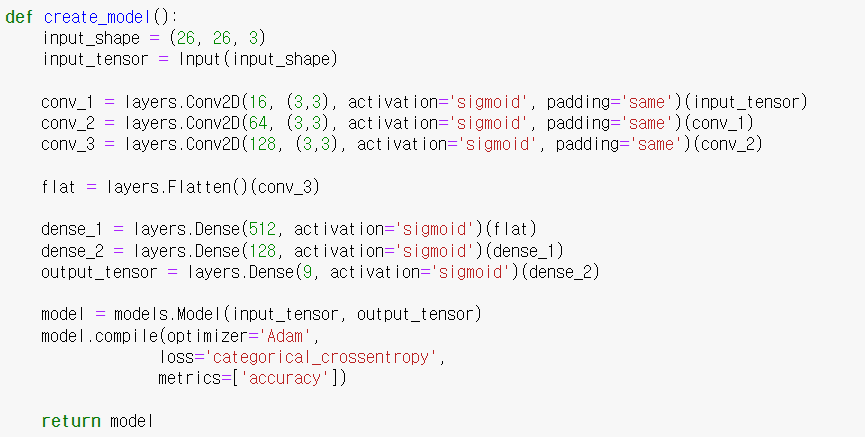 def create_model():
    input_shape = (26, 26, 3)
    input_tensor = Input(input_shape)
    conv_1 = layers.Conv2D(16, (3,3), activation='sigmoid', padding='same')(input_tensor)
    conv_2 = layers.Conv2D(64, (3,3), activation='sigmoid', padding='same')(conv_1)
    conv_3 = layers.Conv2D(128, (3,3), activation='sigmoid', padding='same')(conv_2)
    flat = layers.Flatten()(conv_3)
    dense_1 = layers.Dense(512, activation='sigmoid')(flat)
    dense_2 = layers.Dense(128, activation='sigmoid')(dense_1)
    output_tensor = layers.Dense(9, activation='sigmoid')(dense_2)
    model = models.Model(input_tensor, output_tensor)
    model.compile(optimizer='Adam',
                  loss='categorical_crossentropy',
                  metrics=['accuracy'])
    return model